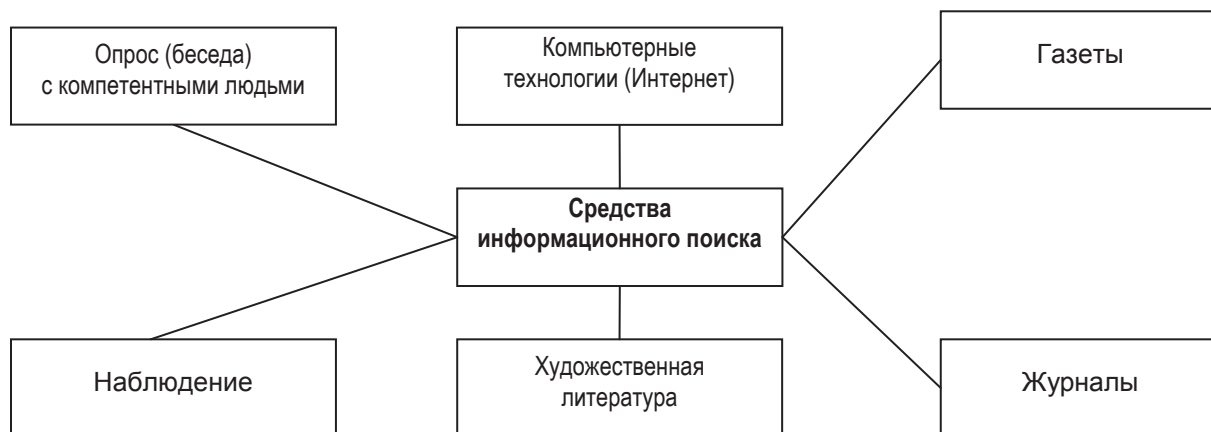 Опрос (беседа)
с компетентными людьми
Компьютерные
технологии (Интернет)
Газеты
Средства
информационного поиска
Наблюдение
Художественная
литература
Журналы